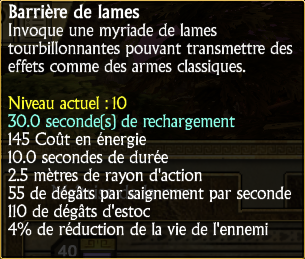 Barrière de lames
Invoque une myriade de lames
tourbillonnantes pouvant transmettre des
effets comme des armes classiques.
Niveau actuel : 10
30.0 seconde(s) de rechargement
145 Coût en énergie
10.0 secondes de durée
2.5 mètres de rayon d'action
55 de dégâts par saignement par seconde
110 de dégâts d'estoc
4% de réduction de la vie de l'ennemi
40